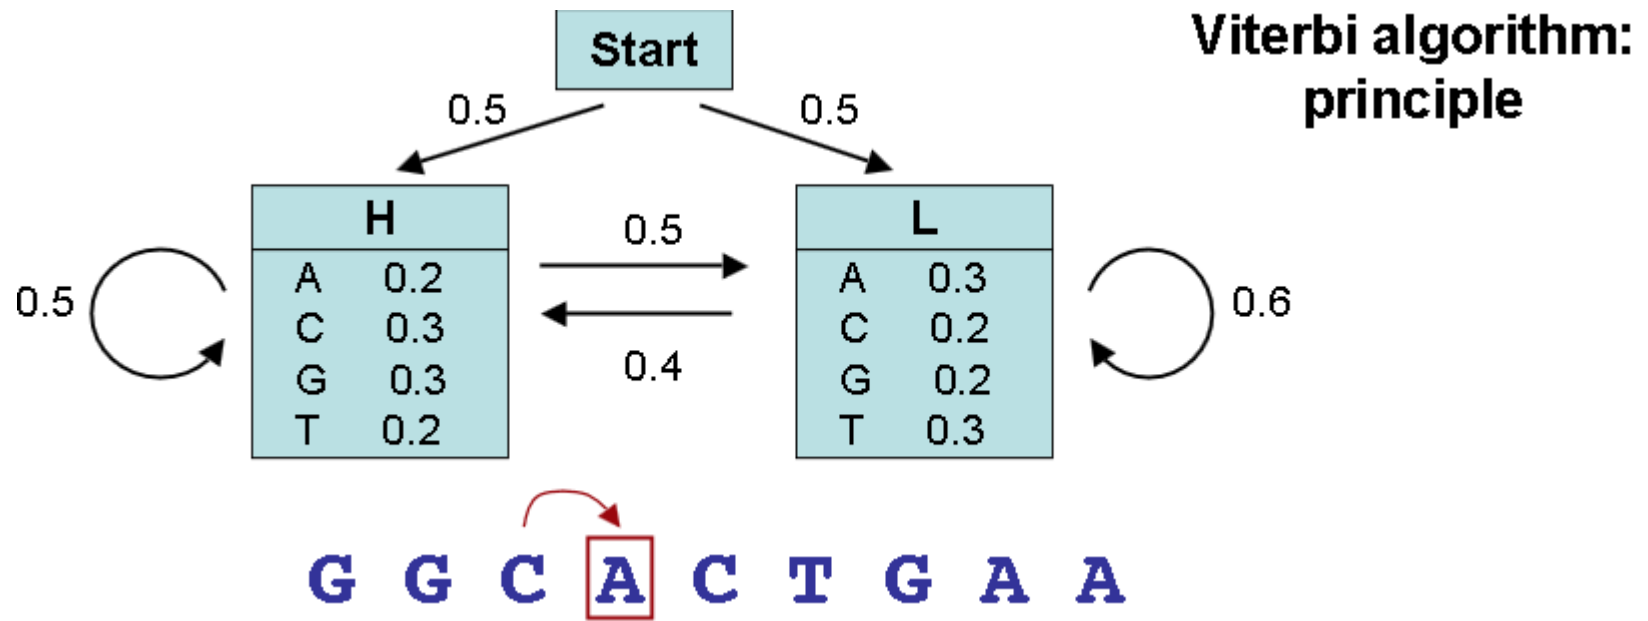 Viterbi algorithm:
principle
Start
0.5
0.5
H
A 0.2
C 0.3
G 0.3
T 0.2
0.5
0.5
0.4
L
A 0.3
C 0.2
G 0.2
T 0.3
0.6
G G C A C T G A A